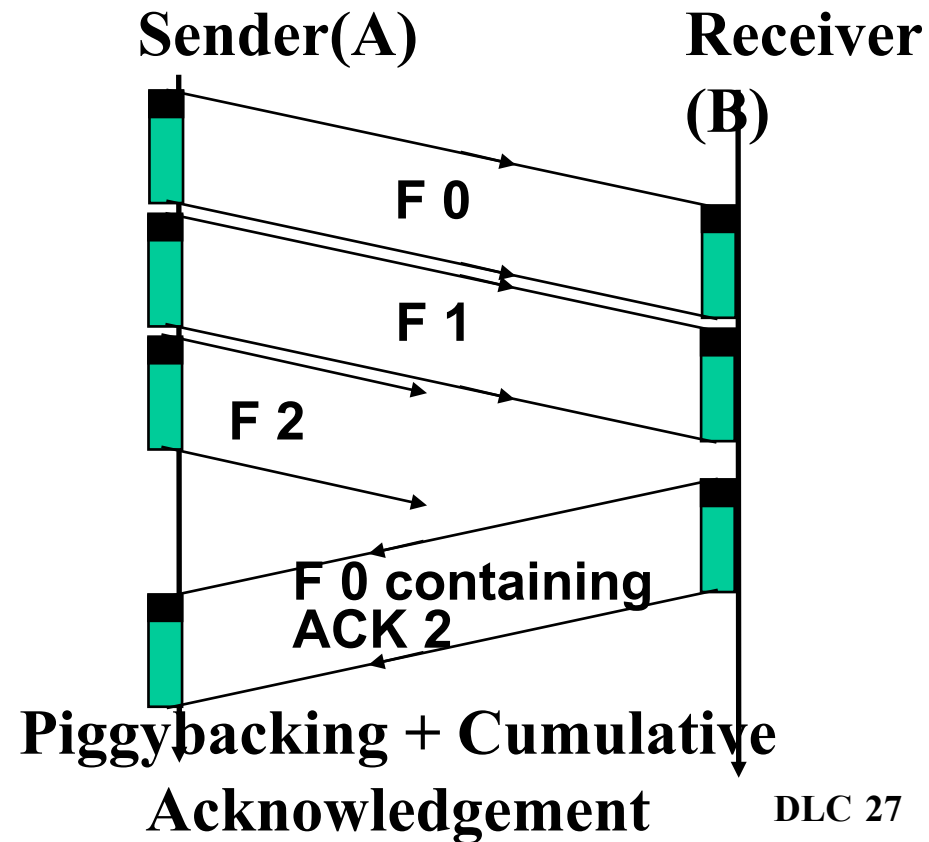 Sender(A)
Receiver
(B)
F 0
F 1
F 2
F 0 containing
ACK 2
Piggybacking + Cumulative
Acknowledgement
DLC 27